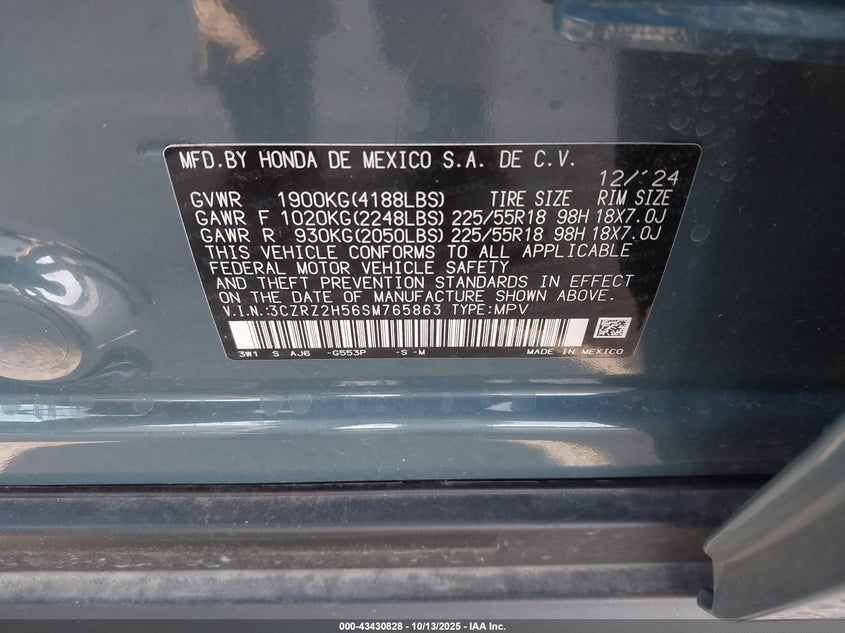 MFD.BY HONDA DE MEXICO S.A. DE C.V.
12/'24
GVWR 1900KG(4188LBS) TIRE SIZE RIM SIZE
GAWR F 1020KG(2248LBS) 225/55R18 98H 18X7.0J
GAWR R 930KG(2050LBS) 225/55R18 98H 18X7.0J
THIS VEHICLE CONFORMS TO ALL APPLICABLE
FEDERAL MOTOR VEHICLE SAFETY
AND THEFT PREVENTION STANDARDS IN EFFECT
ON THE DATE OF MANUFACTURE SHOWN ABOVE.
V.I.N.:3CZRZ2H56SM765863 TYPE:MPV
3W1 S AJ6 -G553P -S-M MADE IN MEXICO
000-43430828 - 10/13/2025 - IAA Inc.